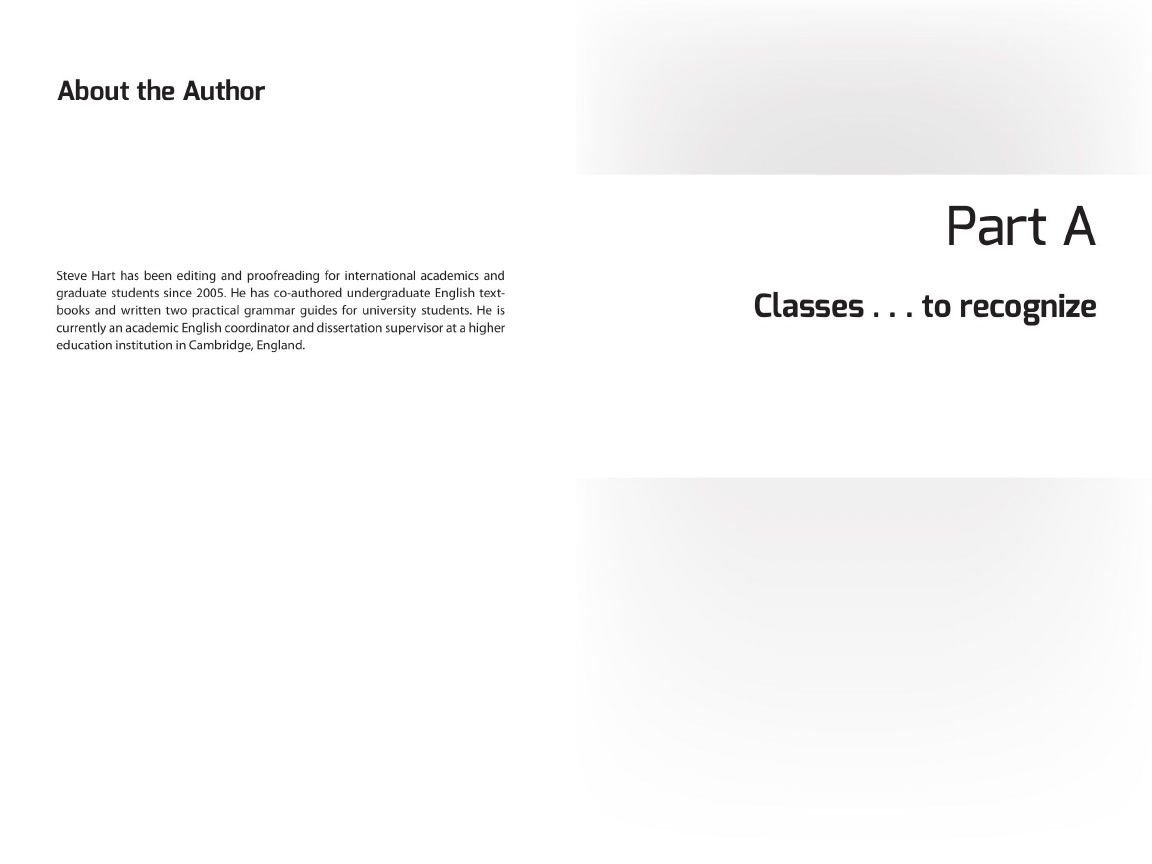 About the Author
Steve Hart has been editing and proofreading for international academics and
graduate students since 2005. He has co-authored undergraduate English text-
books and written two practical grammar guides for university students. He is
currently an academic English coordinator and dissertation supervisor at a higher
education institution in Cambridge, England.
Part A
Classes . . . to recognize